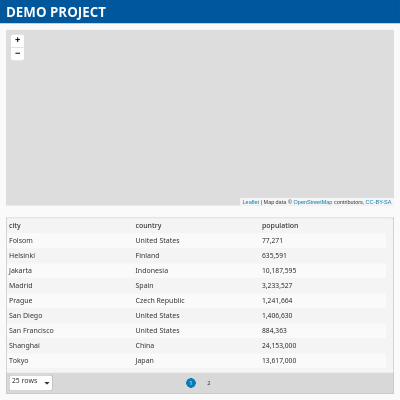 DEMO PROJECT
+
−
Leaflet | Map data © OpenStreetMap contributors, CC-BY-SA
city country population
Folsom United States 77,271
Helsinki Finland 635,591
Jakarta Indonesia 10,187,595
Madrid Spain 3,233,527
Prague Czech Republic 1,241,664
San Diego United States 1,406,630
San Francisco United States 884,363
Shanghai China 24,153,000
Tokyo Japan 13,617,000
25 rows 1 2